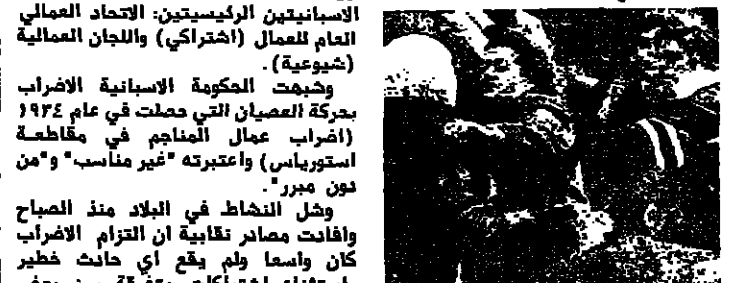 الاسبانيتين الرئيسيتين: الاتحاد العمالي
العام للعمال (اشتراكي) واللجان العمالية
(شيوعية).
وشبهت الحكومة الاسبانية الاضراب
بحركة العصيان التي حصلت في عام ١٩٣٤
(اضراب عمال المناجم في مقاطعة
استورياس) واعتبرته "غير مناسب" و"من
دون مبرر".
وشل النشاط في البلاد منذ الصباح
وافادت مصادر نقابية ان التزام الاضراب
كان واسعا ولم يقع اي حادث خطير